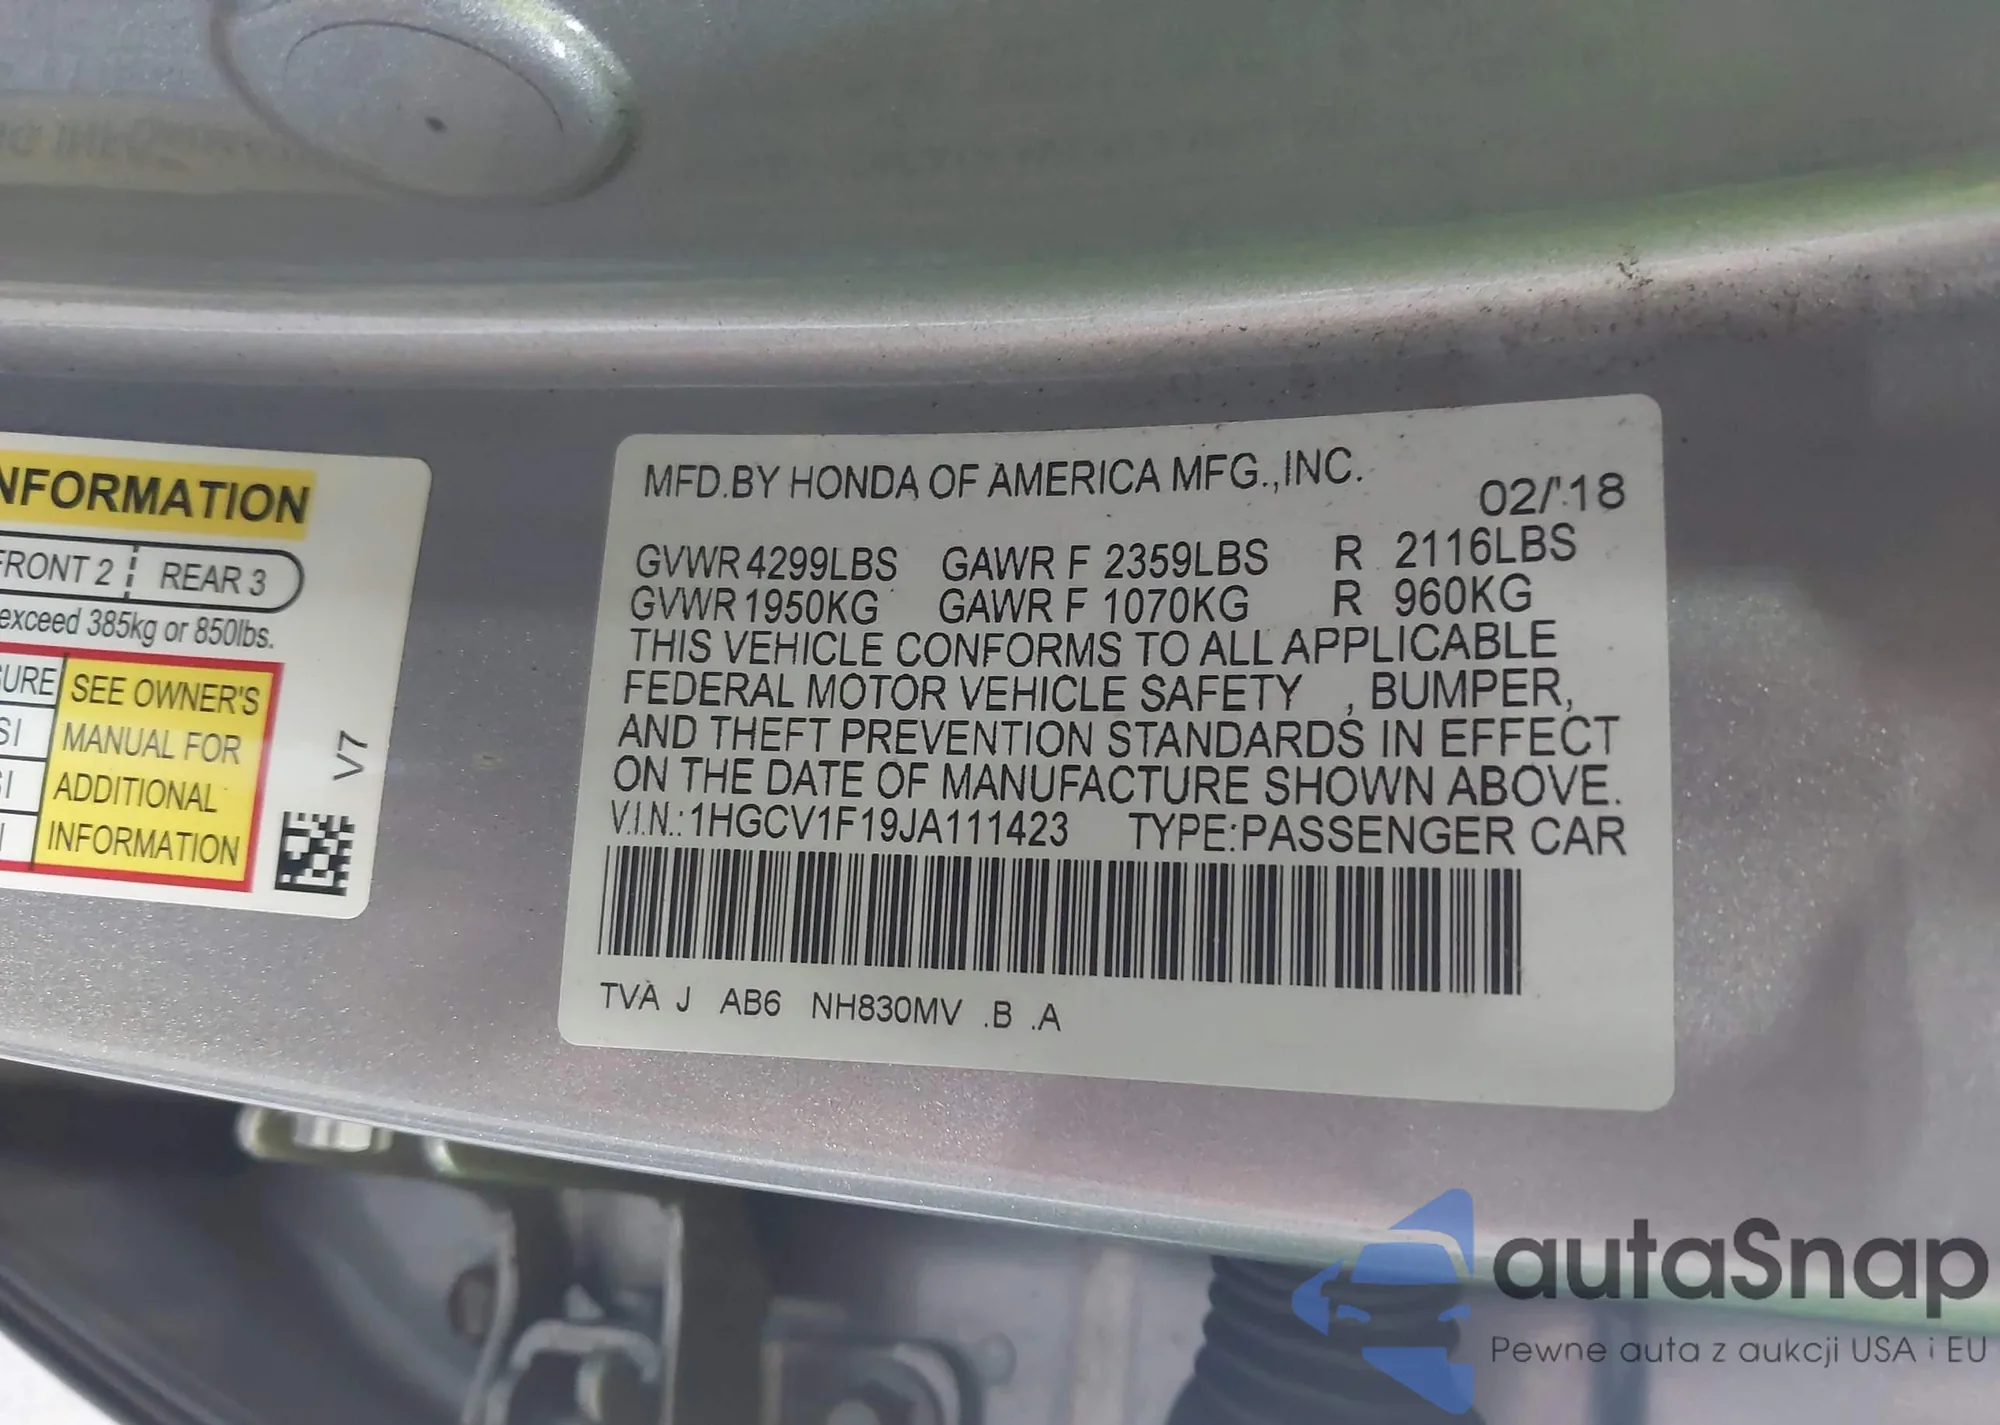 NFORMATION
FRONT 2 REAR 3
exceed 385kg or 850lbs.
SURE SEE OWNER'S
MANUAL FOR
ADDITIONAL
INFORMATION
V7
MFD.BY HONDA OF AMERICA MFG.,INC.
02/'18
GVWR 4299LBS GAWR F 2359LBS R 2116LBS
GVWR 1950KG GAWR F 1070KG R 960KG
THIS VEHICLE CONFORMS TO ALL APPLICABLE
FEDERAL MOTOR VEHICLE SAFETY , BUMPER,
AND THEFT PREVENTION STANDARDS IN EFFECT
ON THE DATE OF MANUFACTURE SHOWN ABOVE.
V.I.N.: 1HGCV1F19JA111423 TYPE:PASSENGER CAR
TVA J AB6 NH830MV .B .A
autaSnap
Pewne auta z aukcji USA i EU